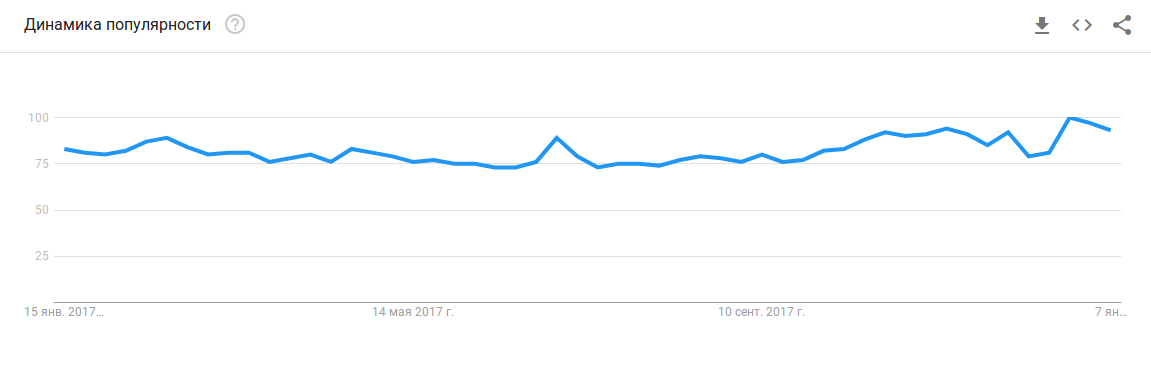 Динамика популярности
100
75
50
25
15 янв. 2017…
14 мая 2017 г.
10 сент. 2017 г.
7 ян…